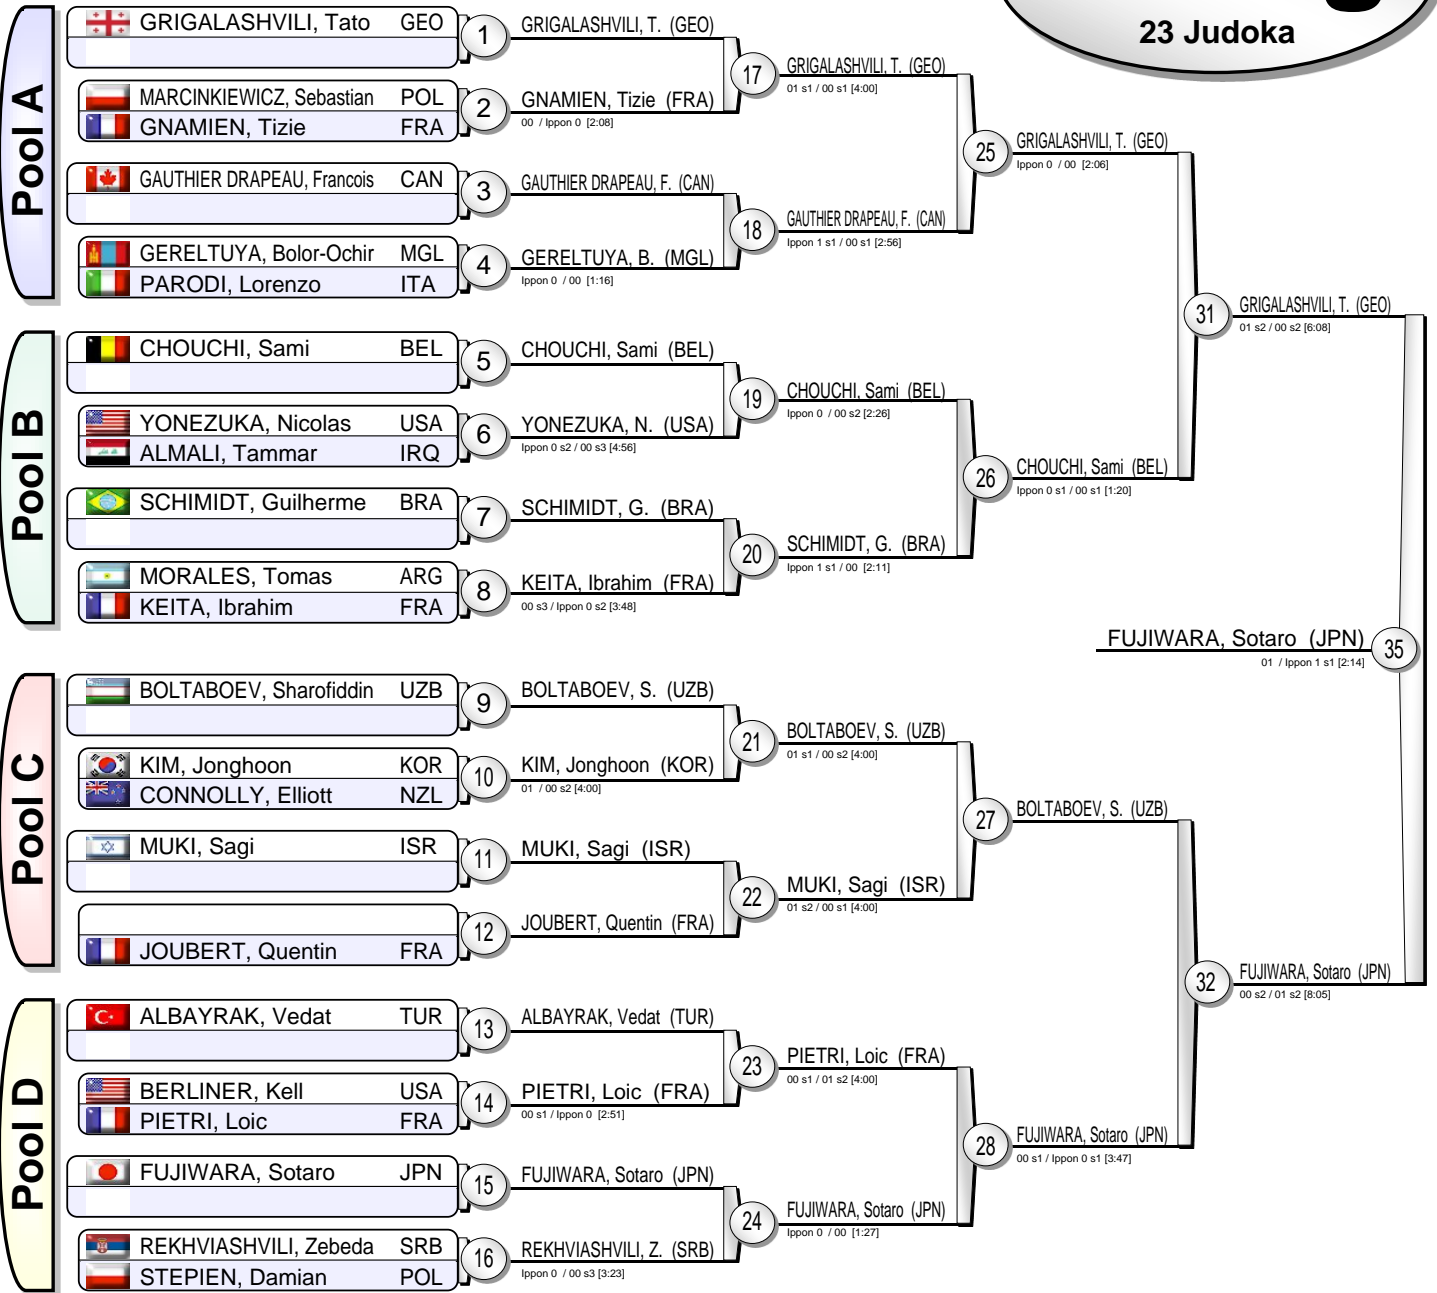 23 Judoka
Pool A
GRIGALASHVILI, Tato GEO
1
MARCINKIEWICZ, Sebastian POL
GNAMIEN, Tizie FRA
2
GAUTHIER DRAPEAU, Francois CAN
3
GERELTUYA, Bolor-Ochir MGL
PARODI, Lorenzo ITA
4
Pool B
CHOUCHI, Sami BEL
5
YONEZUKA, Nicolas USA
ALMALI, Tammar IRQ
6
SCHIMIDT, Guilherme BRA
7
MORALES, Tomas ARG
KEITA, Ibrahim FRA
8
Pool C
BOLTABOEV, Sharofiddin UZB
9
KIM, Jonghoon KOR
CONNOLLY, Elliott NZL
10
MUKI, Sagi ISR
11
JOUBERT, Quentin FRA
12
Pool D
ALBAYRAK, Vedat TUR
13
BERLINER, Kell USA
PIETRI, Loic FRA
14
FUJIWARA, Sotaro JPN
15
REKHVIASHVILI, Zebeda SRB
STEPIEN, Damian POL
16
GRIGALASHVILI, T. (GEO)
GNAMIEN, Tizie (FRA)
00 / Ippon 0 [2:08]
17
GAUTHIER DRAPEAU, F. (CAN)
GERELTUYA, B. (MGL)
Ippon 0 / 00 [1:16]
18
CHOUCHI, Sami (BEL)
YONEZUKA, N. (USA)
Ippon 0 s2 / 00 s3 [4:56]
19
SCHIMIDT, G. (BRA)
KEITA, Ibrahim (FRA)
00 s3 / Ippon 0 s2 [3:48]
20
BOLTABOEV, S. (UZB)
KIM, Jonghoon (KOR)
01 / 00 s2 [4:00]
21
MUKI, Sagi (ISR)
JOUBERT, Quentin (FRA)
22
ALBAYRAK, Vedat (TUR)
PIETRI, Loic (FRA)
00 s1 / Ippon 0 [2:51]
23
FUJIWARA, Sotaro (JPN)
REKHVIASHVILI, Z. (SRB)
Ippon 0 / 00 s3 [3:23]
24
GRIGALASHVILI, T. (GEO)
01 s1 / 00 s1 [4:00]
GAUTHIER DRAPEAU, F. (CAN)
Ippon 1 s1 / 00 s1 [2:56]
25
CHOUCHI, Sami (BEL)
Ippon 0 / 00 s2 [2:26]
SCHIMIDT, G. (BRA)
Ippon 1 s1 / 00 [2:11]
26
BOLTABOEV, S. (UZB)
01 s1 / 00 s2 [4:00]
MUKI, Sagi (ISR)
01 s2 / 00 s1 [4:00]
27
PIETRI, Loic (FRA)
00 s1 / 01 s2 [4:00]
FUJIWARA, Sotaro (JPN)
Ippon 0 / 00 [1:27]
28
GRIGALASHVILI, T. (GEO)
Ippon 0 / 00 [2:06]
CHOUCHI, Sami (BEL)
Ippon 0 s1 / 00 s1 [1:20]
31
BOLTABOEV, S. (UZB)
FUJIWARA, Sotaro (JPN)
00 s1 / Ippon 0 s1 [3:47]
32
GRIGALASHVILI, T. (GEO)
01 s2 / 00 s2 [6:08]
FUJIWARA, Sotaro (JPN)
00 s2 / 01 s2 [8:05]
35
FUJIWARA, Sotaro (JPN)
01 / Ippon 1 s1 [2:14]